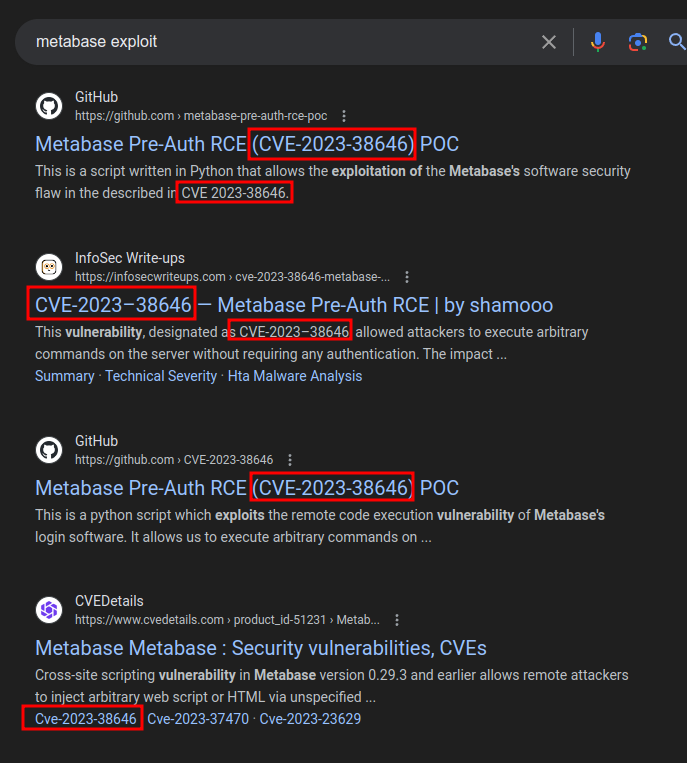 metabase exploit
GitHub
https://github.com › metabase-pre-auth-rce-poc
Metabase Pre-Auth RCE (CVE-2023-38646) POC
This is a script written in Python that allows the exploitation of the Metabase's software security
flaw in the described in CVE 2023-38646.
InfoSec Write-ups
https://infosecwriteups.com › cve-2023-38646-metabase-...
CVE-2023–38646 — Metabase Pre-Auth RCE | by shamooo
This vulnerability, designated as CVE-2023–38646 allowed attackers to execute arbitrary
commands on the server without requiring any authentication. The impact ...
Summary · Technical Severity · Hta Malware Analysis
GitHub
https://github.com › CVE-2023-38646
Metabase Pre-Auth RCE (CVE-2023-38646) POC
This is a python script which exploits the remote code execution vulnerability of Metabase's
login software. It allows us to execute arbitrary commands on ...
CVEDetails
https://www.cvedetails.com › product_id-51231 › Metab...
Metabase Metabase : Security vulnerabilities, CVEs
Cross-site scripting vulnerability in Metabase version 0.29.3 and earlier allows remote attackers
to inject arbitrary web script or HTML via unspecified ...
Cve-2023-38646 Cve-2023-37470 · Cve-2023-23629